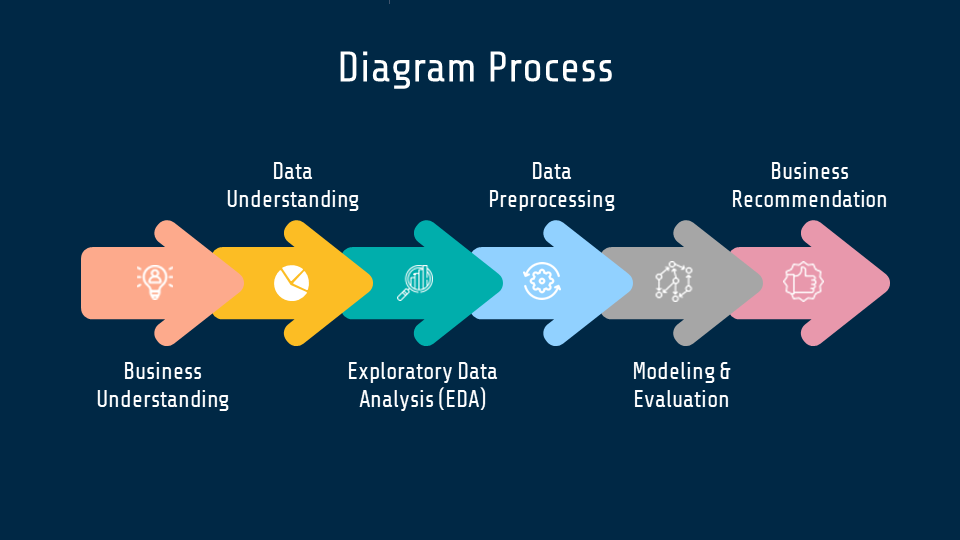 Diagram Process
Data
Understanding
Data
Preprocessing
Business
Recommendation
Business
Understanding
Exploratory Data
Analysis (EDA)
Modeling &
Evaluation